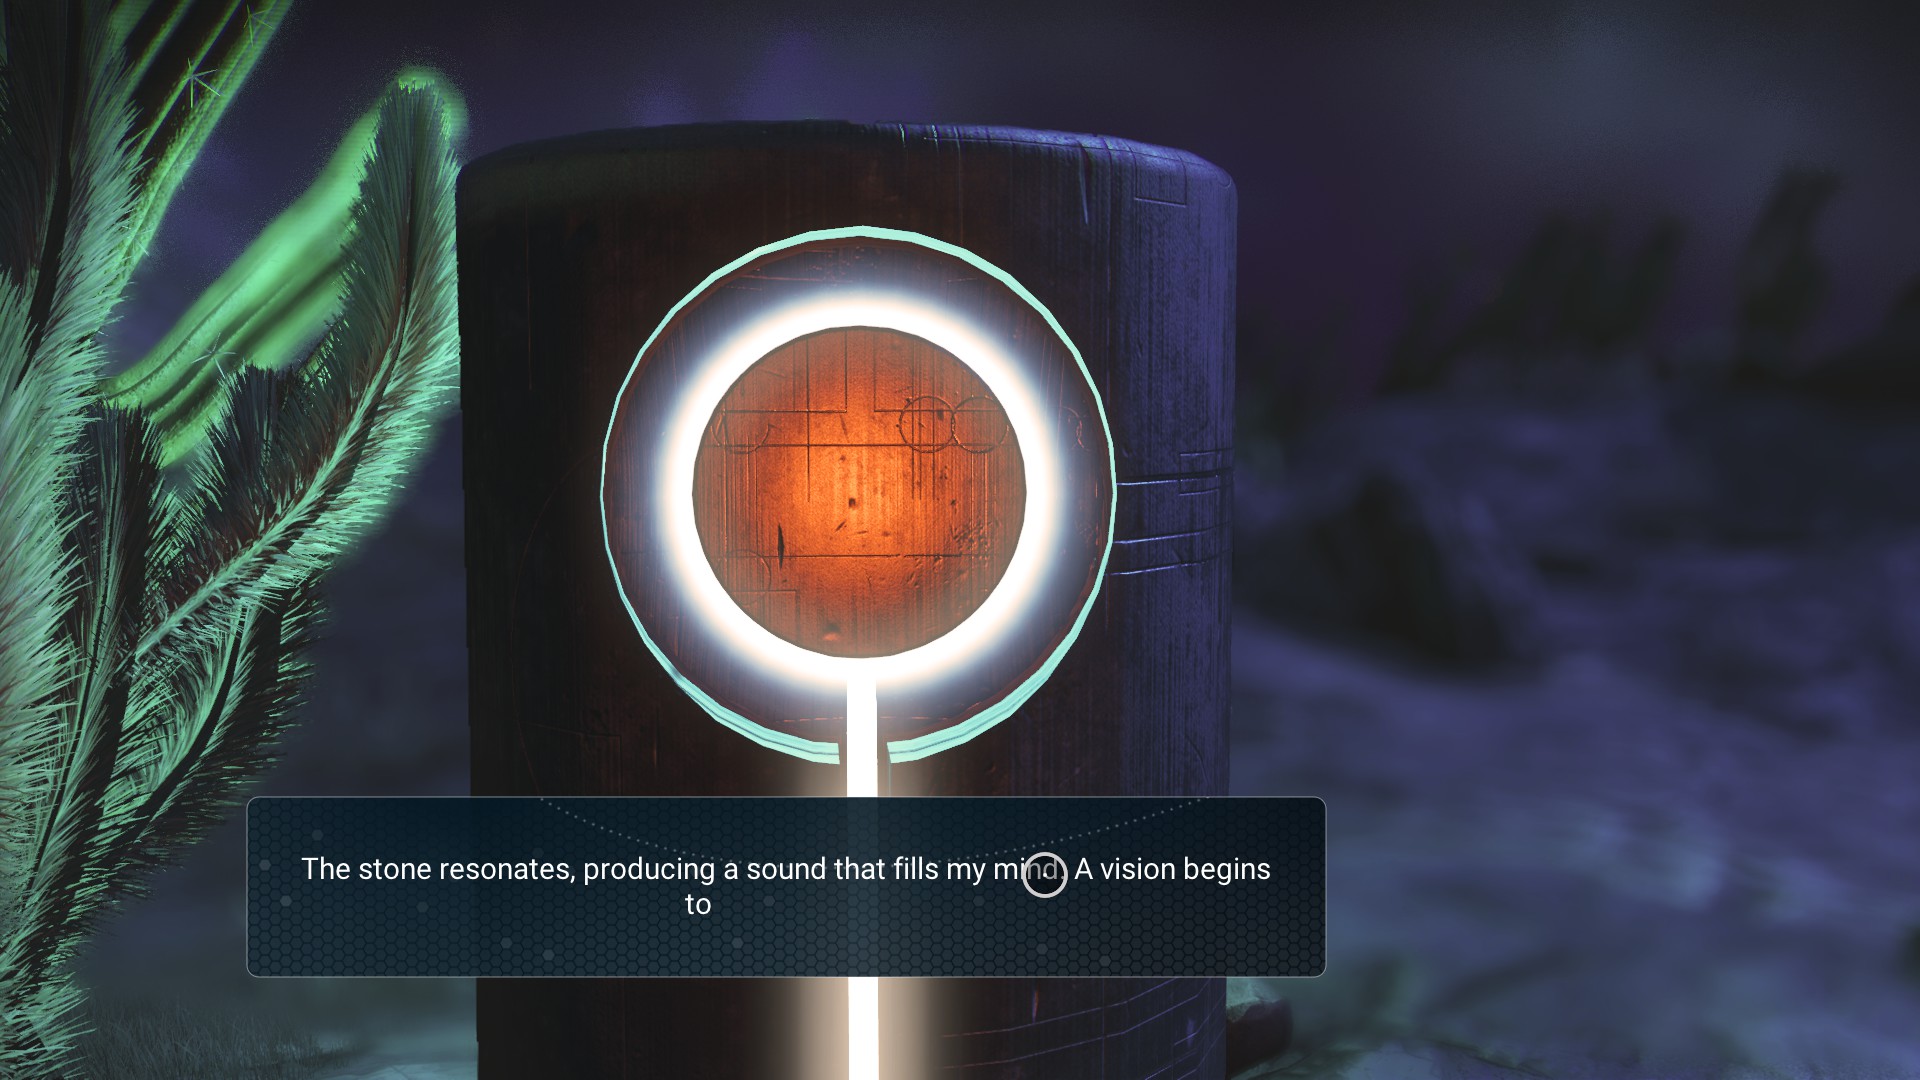 The stone resonates, producing a sound that fills my mind. A vision begins
to